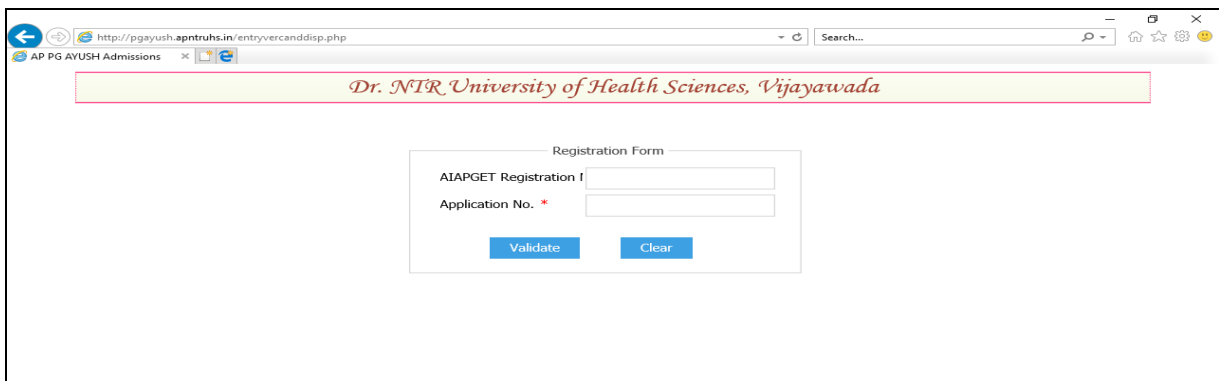 http://pgayush.apntruhs.in/entryvercanddisp.php
Search...
AP PG AYUSH Admissions
Dr. NTR University of Health Sciences, Vijayawada
Registration Form
AIAPGET Registration
Application No. *
Validate
Clear